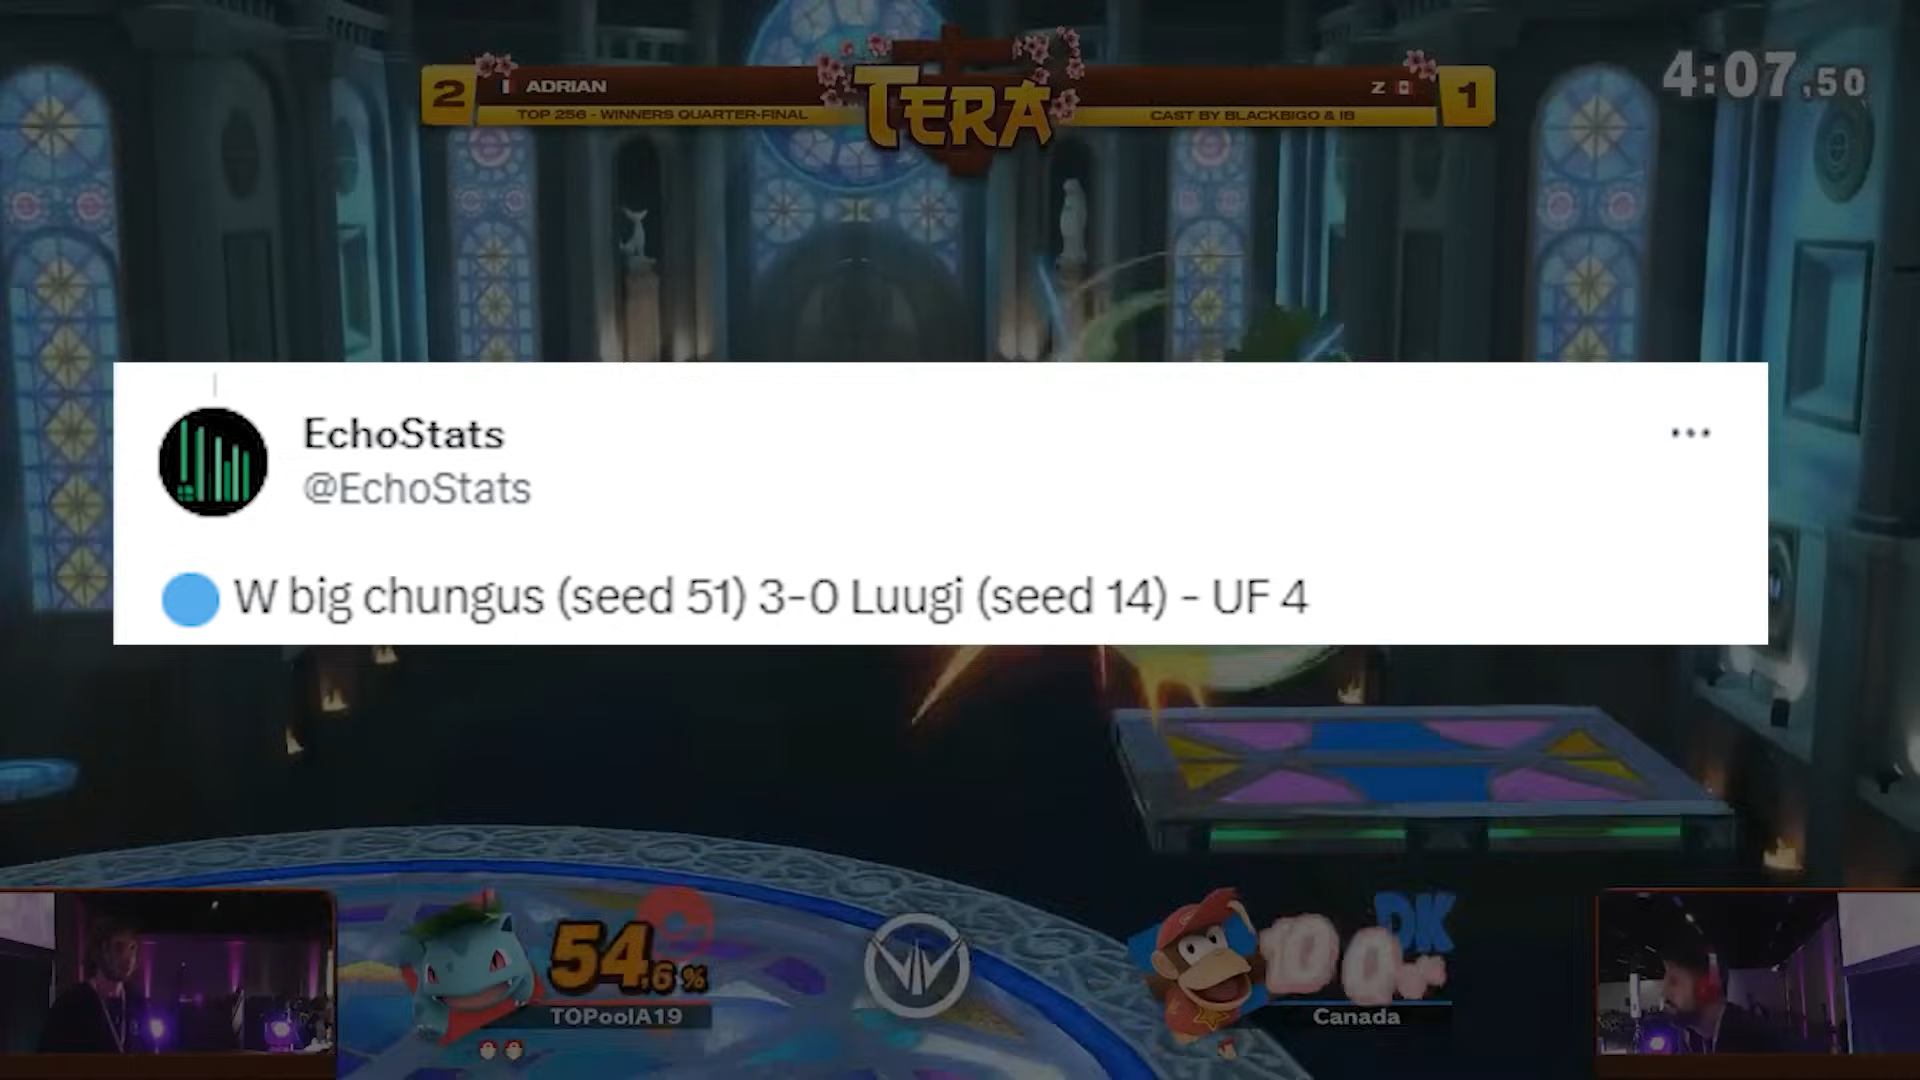 2
ADRIAN
TERA
Z
1
4:07.50
TOP 256 - WINNERS QUARTER-FINAL
CAST BY BLACKBIGO & IB
EchoStats
@EchoStats
W big chungus (seed 51) 3-0 Luugi (seed 14) - UF 4
54.6%
DK
TOPoolA19
Canada